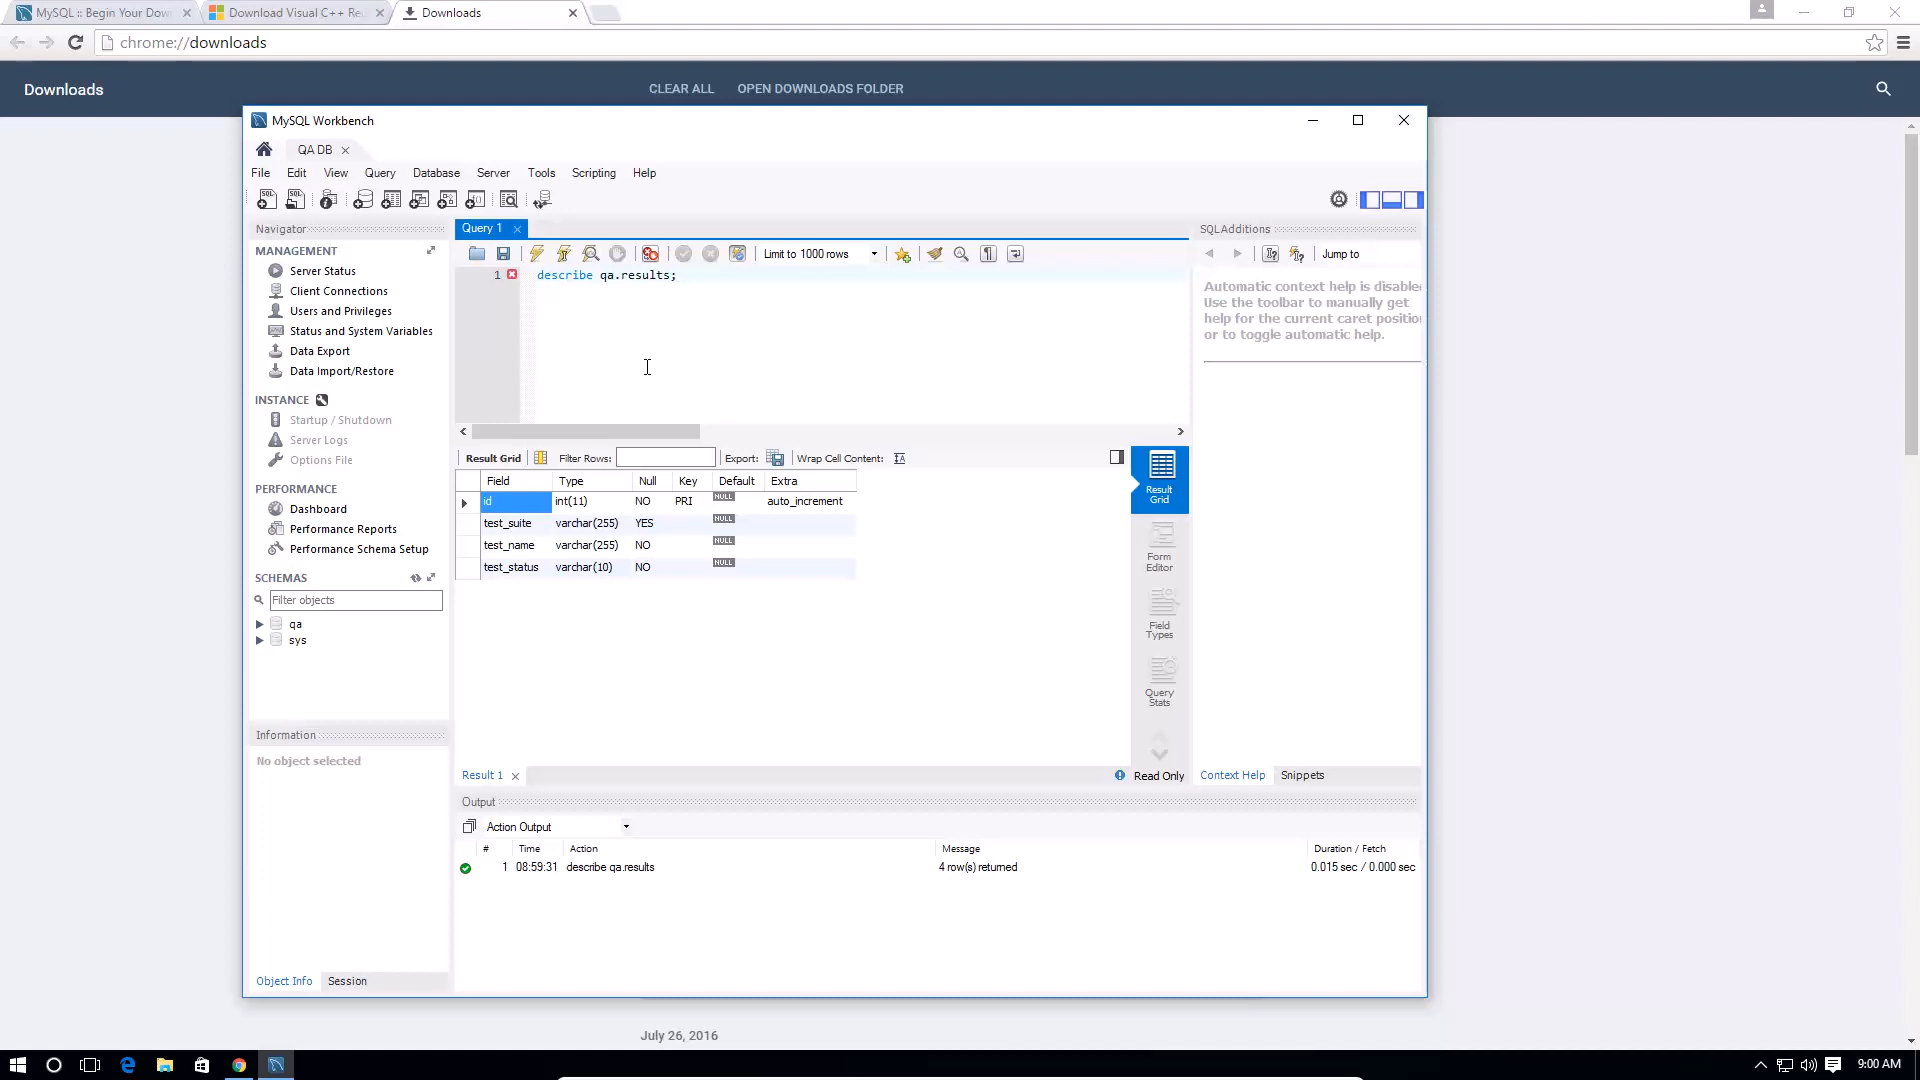 MySQL :: Begin Your Dow
Download Visual C++ Re
Downloads
chrome://downloads
Downloads
CLEAR ALL
OPEN DOWNLOADS FOLDER
MySQL Workbench
QA DB
File Edit View Query Database Server Tools Scripting Help
Navigator
MANAGEMENT
Server Status
Client Connections
Users and Privileges
Status and System Variables
Data Export
Data Import/Restore
INSTANCE
Startup / Shutdown
Server Logs
Options File
PERFORMANCE
Dashboard
Performance Reports
Performance Schema Setup
SCHEMAS
Filter objects
qa
sys
Information
No object selected
Object Info Session
Query 1
Limit to 1000 rows
1 describe qa.results;
Result Grid Filter Rows: Export: Wrap Cell Content:
Field Type Null Key Default Extra
id int(11) NO PRI NULL auto_increment
test_suite varchar(255) YES NULL
test_name varchar(255) NO NULL
test_status varchar(10) NO NULL
Result
Grid
Form
Editor
Field
Types
Query
Stats
Result 1
Read Only
SQLAdditions
Jump to
Automatic context help is disable
Use the toolbar to manually get
help for the current caret position
or to toggle automatic help.
Context Help Snippets
Output
Action Output
# Time Action Message Duration / Fetch
1 08:59:31 describe qa.results 4 row(s) returned 0.015 sec / 0.000 sec
July 26, 2016
9:00 AM